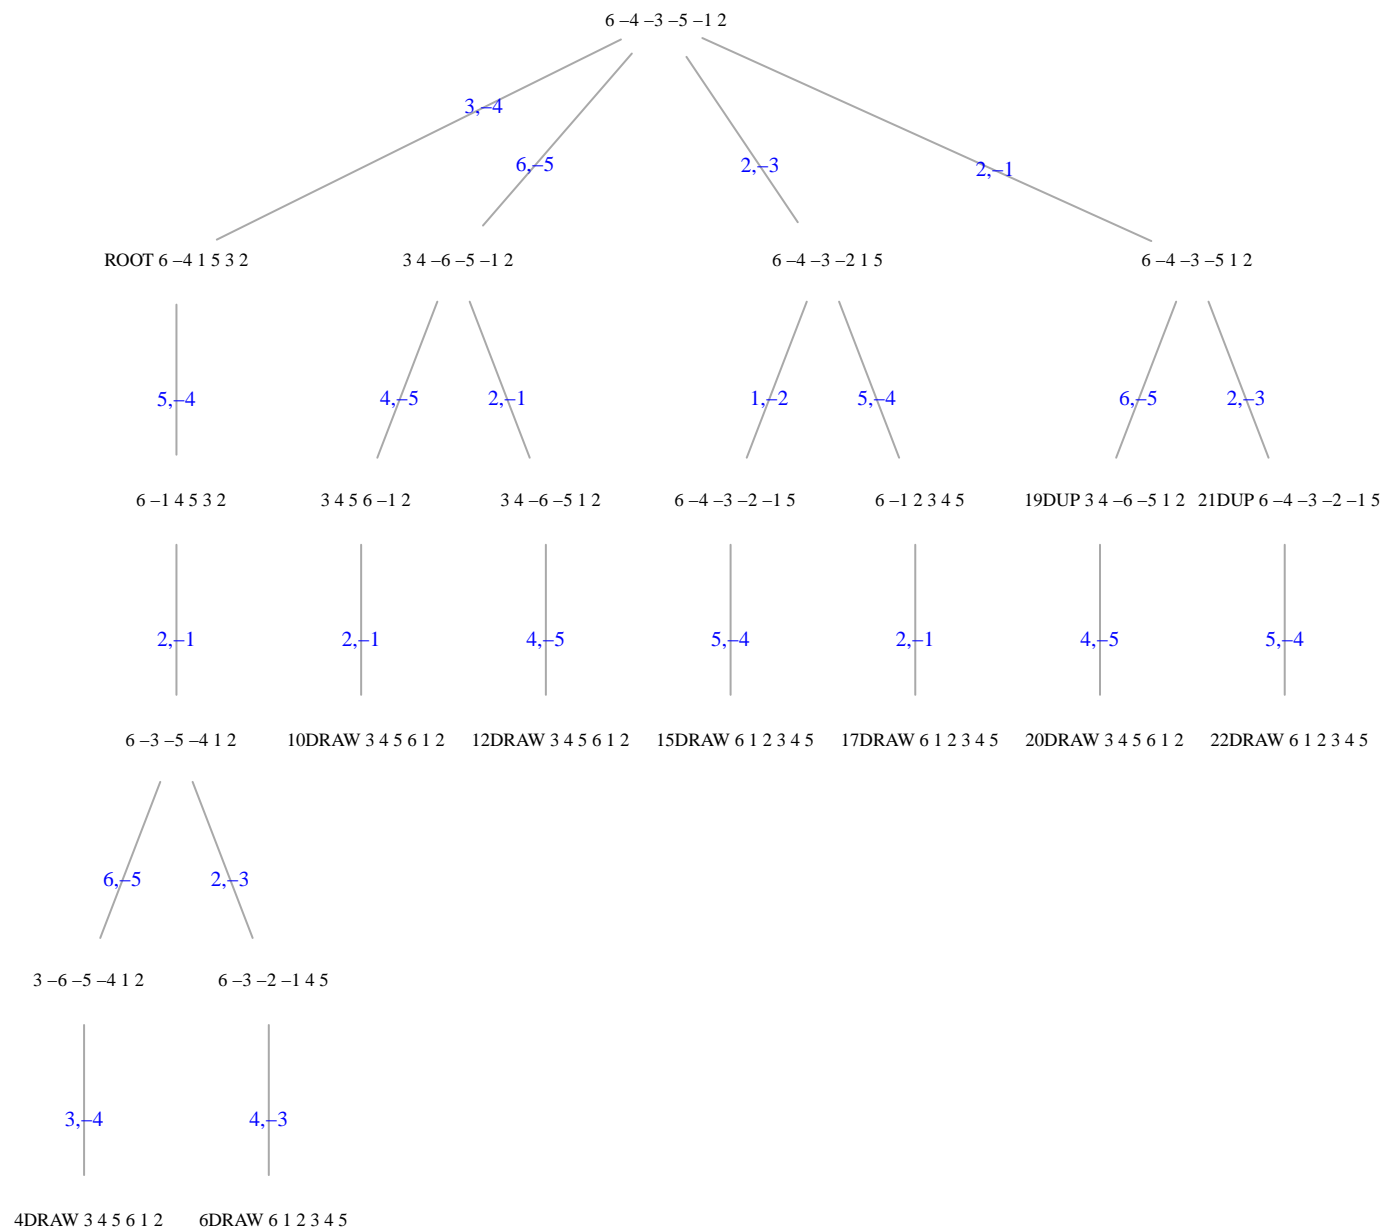 6 –4 –3 –5 –1 2
3,–4
6,–5
2,–3
2,–1
ROOT 6 –4 1 5 3 2
3 4 –6 –5 –1 2
6 –4 –3 –2 1 5
6 –4 –3 –5 1 2
5,–4
4,–5
2,–1
1,–2
5,–4
6,–5
2,–3
6 –1 4 5 3 2
3 4 5 6 –1 2
3 4 –6 –5 1 2
6 –4 –3 –2 –1 5
6 –1 2 3 4 5
19DUP 3 4 –6 –5 1 2
21DUP 6 –4 –3 –2 –1 5
2,–1
2,–1
4,–5
5,–4
2,–1
4,–5
5,–4
6 –3 –5 –4 1 2
10DRAW 3 4 5 6 1 2
12DRAW 3 4 5 6 1 2
15DRAW 6 1 2 3 4 5
17DRAW 6 1 2 3 4 5
20DRAW 3 4 5 6 1 2
22DRAW 6 1 2 3 4 5
6,–5
2,–3
3 –6 –5 –4 1 2
6 –3 –2 –1 4 5
3,–4
4,–3
4DRAW 3 4 5 6 1 2
6DRAW 6 1 2 3 4 5